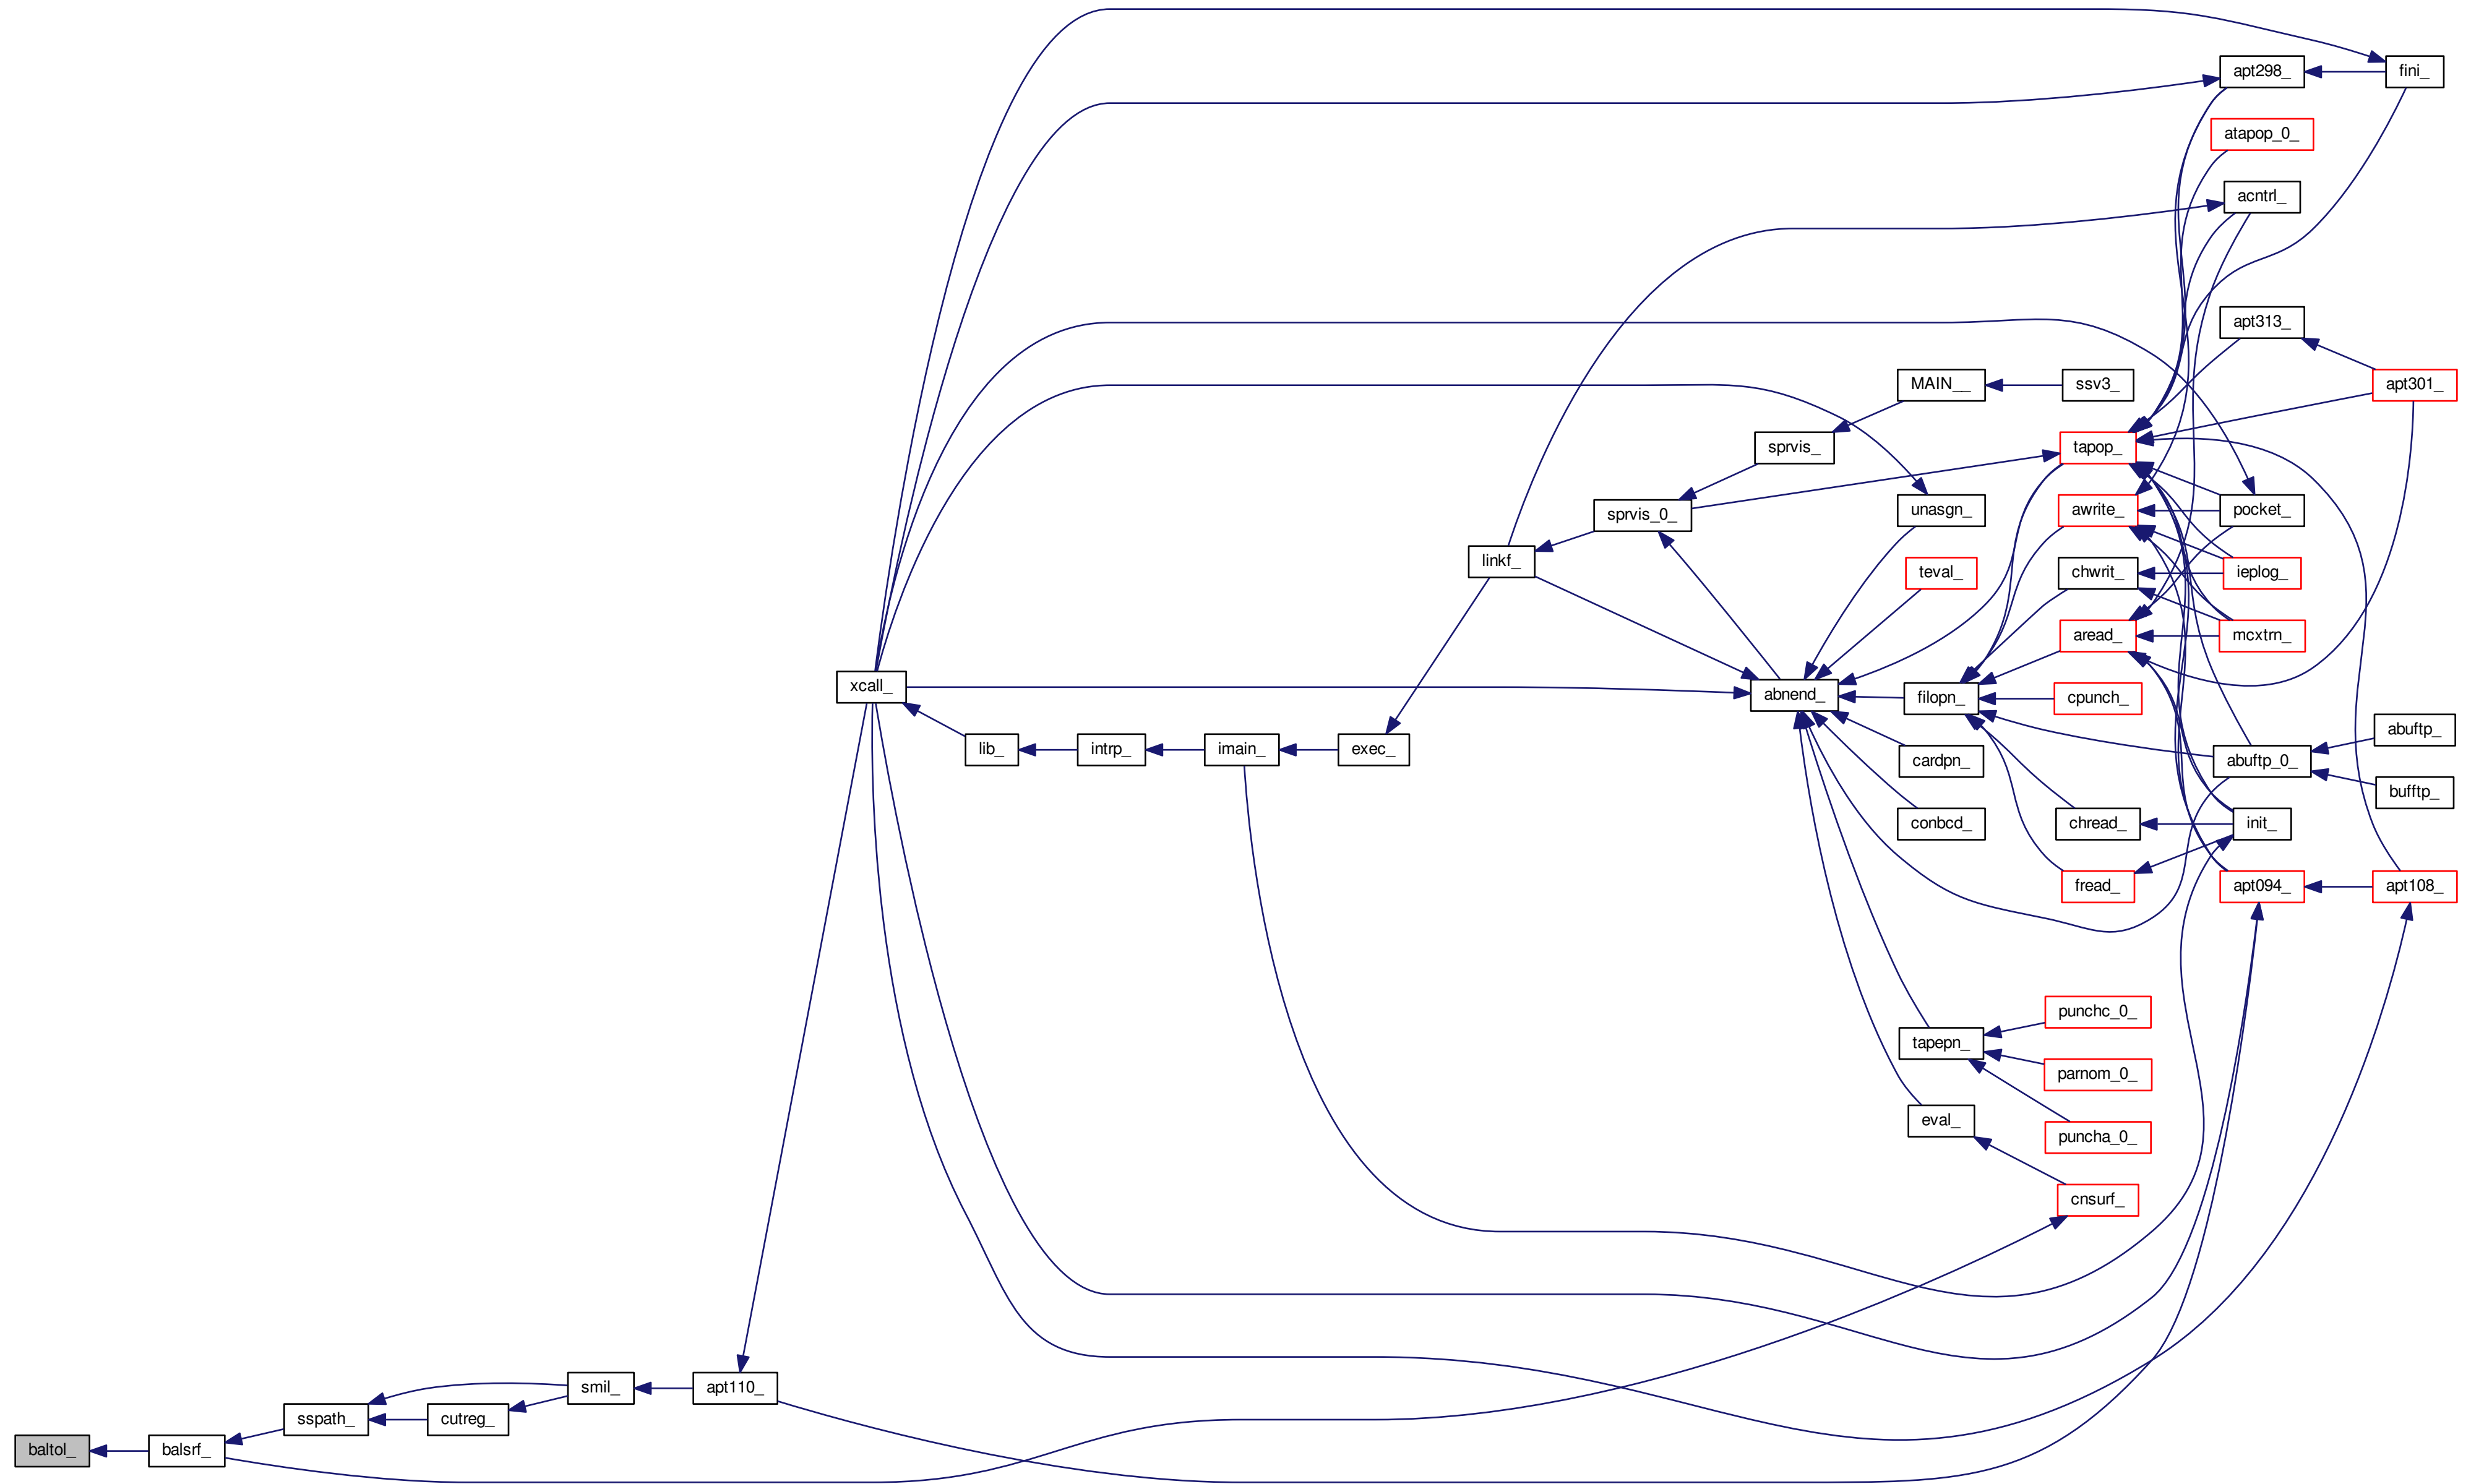 fini_
apt298_
atapop_0_
acntrl_
apt313_
MAIN__
ssv3_
apt301_
sprvis_
tapop_
sprvis_0_
unasgn_
awrite_
pocket_
linkf_
teval_
chwrit_
ieplog_
aread_
mcxtrn_
xcall_
abnend_
filopn_
cpunch_
abuftp_
lib_
intrp_
imain_
exec_
cardpn_
abuftp_0_
bufftp_
conbcd_
chread_
init_
fread_
apt094_
apt108_
punchc_0_
tapepn_
parnom_0_
eval_
puncha_0_
cnsurf_
smil_
apt110_
sspath_
cutreg_
baltol_
balsrf_